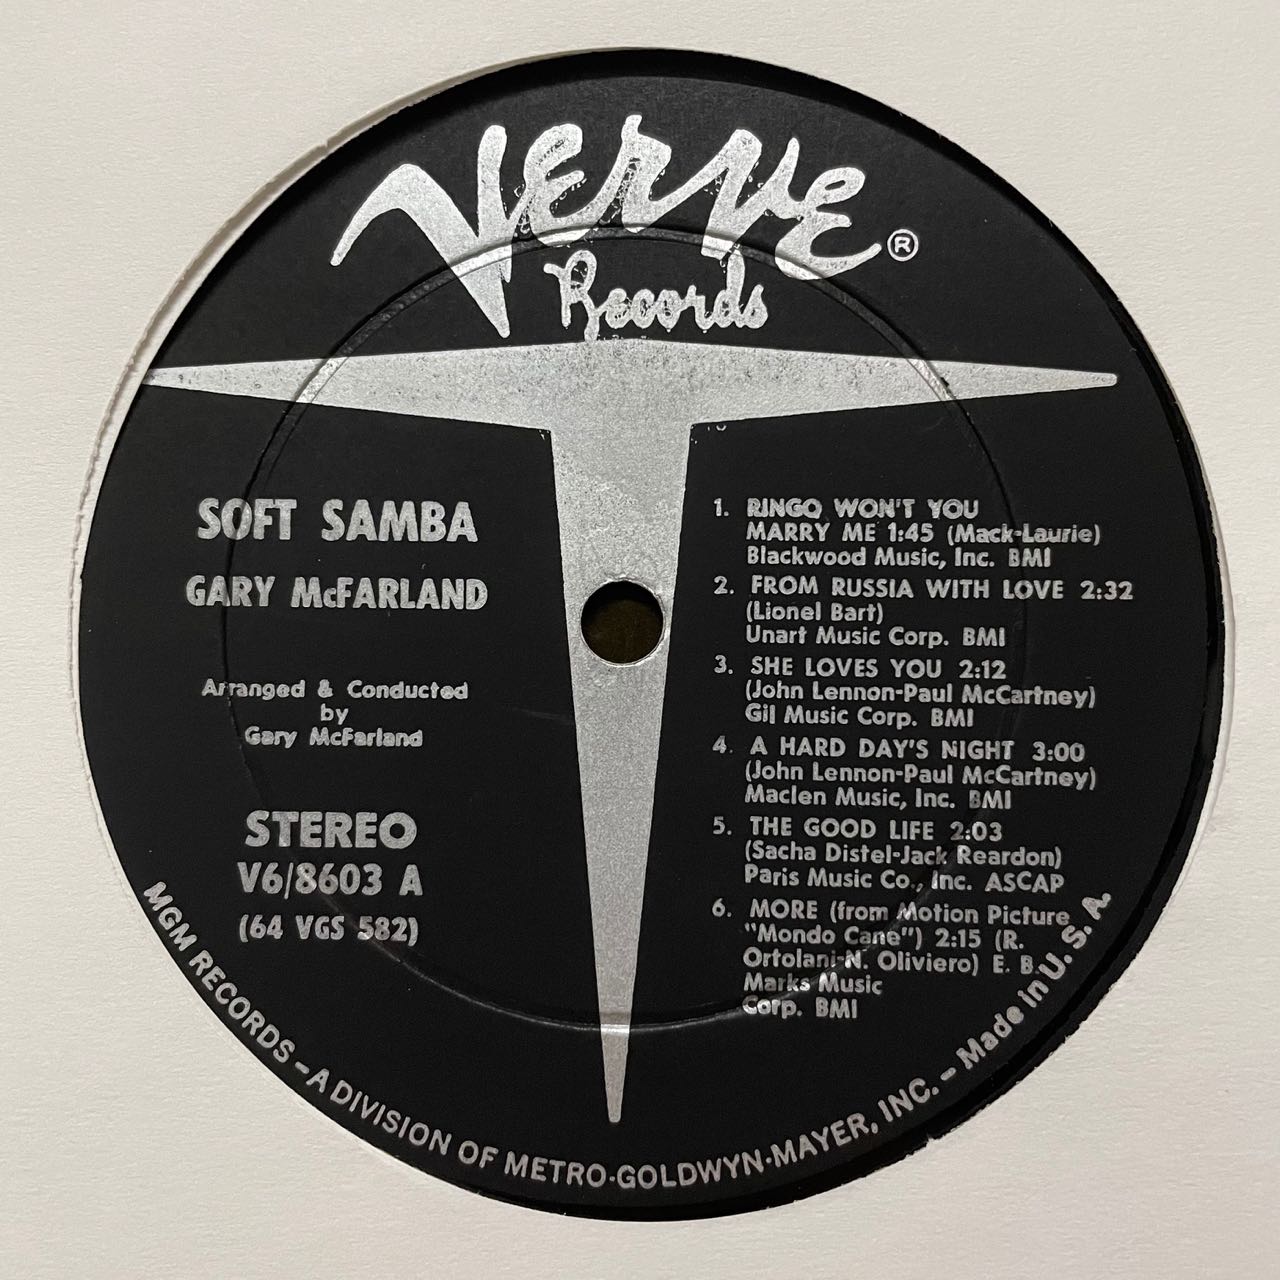 Verve®
Records
SOFT SAMBA
GARY McFARLAND
Arranged & Conducted
by
Gary McFarland
STEREO
V6/8603 A
(64 VGS 582)
1. RINGO WON'T YOU
MARRY ME 1:45 (Mack-Laurie)
Blackwood Music, Inc. BMI
2. FROM RUSSIA WITH LOVE 2:32
(Lionel Bart)
Unart Music Corp. BMI
3. SHE LOVES YOU 2:12
(John Lennon-Paul McCartney)
Gil Music Corp. BMI
4. A HARD DAY'S NIGHT 3:00
(John Lennon-Paul McCartney)
Maclen Music, Inc. BMI
5. THE GOOD LIFE 2:03
(Sacha Distel-Jack Reardon)
Paris Music Co., Inc. ASCAP
6. MORE (from Motion Picture
"Mondo Cane") 2:15 (R.
Ortolani-N. Oliviero) E. B.
Marks Music
Corp. BMI
MGM RECORDS – A DIVISION OF METRO-GOLDWYN-MAYER, INC. – Made in U. S. A.